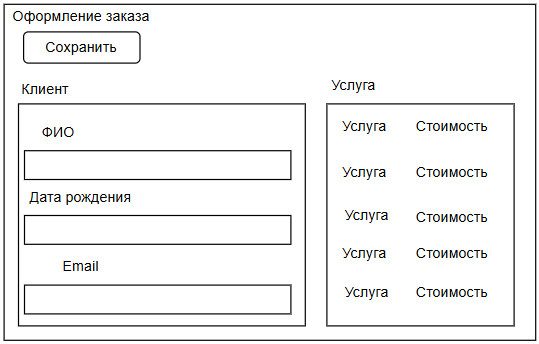 Оформление заказа
Сохранить
Клиент
ФИО
Дата рождения
Email
Услуга
Услуга Стоимость
Услуга Стоимость
Услуга Стоимость
Услуга Стоимость
Услуга Стоимость